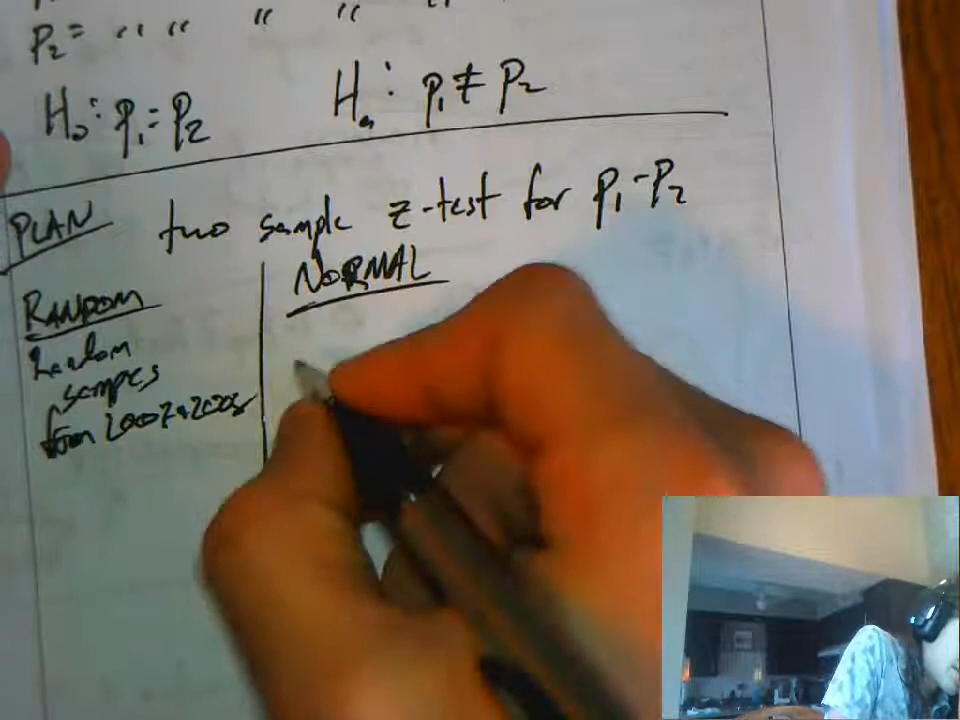 P₂ = " " " " "
H₀: p₁ = p₂ Hₐ: p₁ ≠ p₂
PLAN two sample z-test for p₁-p₂
RANDOM NORMAL
Random
samples
from 2007 & 2008